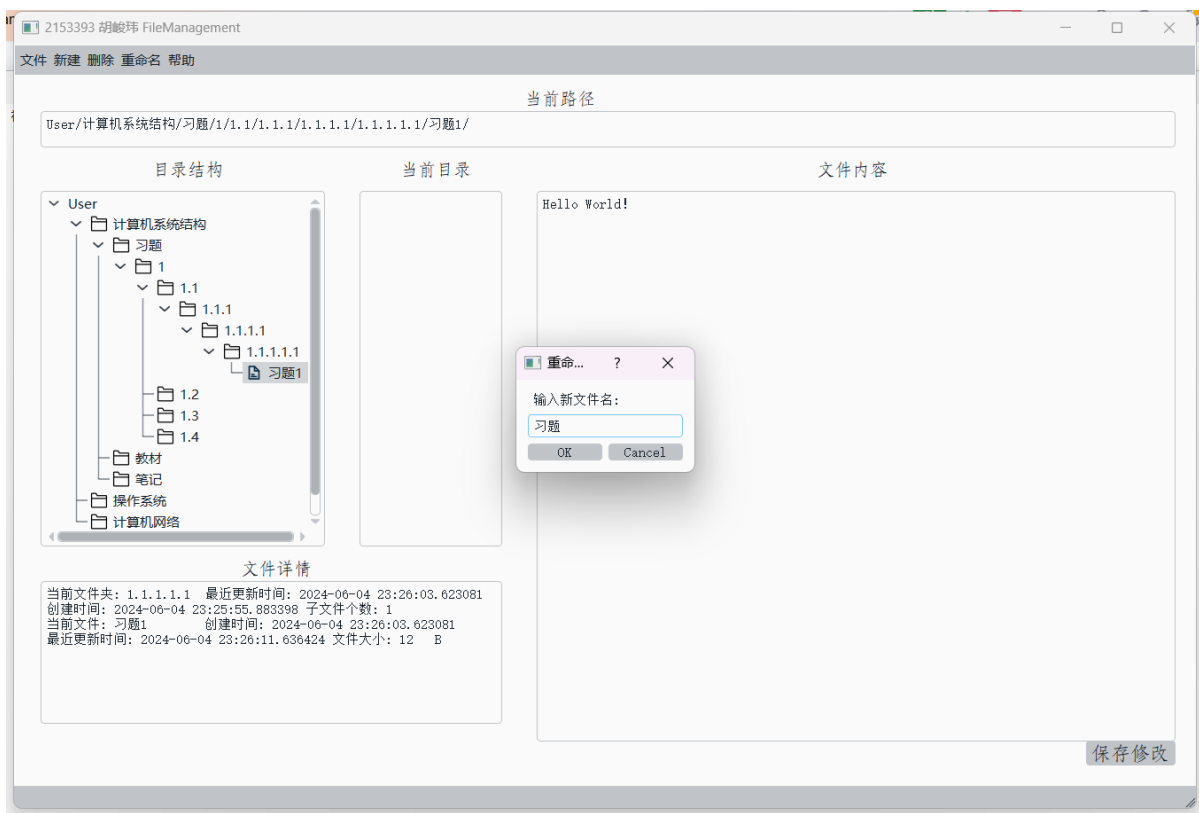 2153393 胡峻玮 FileManagement
文件 新建 删除 重命名 帮助
当前路径
User/计算机系统结构/习题/1/1.1/1.1.1/1.1.1.1/1.1.1.1.1/习题1/
目录结构
当前目录
文件内容
User
计算机系统结构
习题
1
1.1
1.1.1
1.1.1.1
1.1.1.1.1
习题1
1.2
1.3
1.4
教材
笔记
操作系统
计算机网络
Hello World!
重命...
?
输入新文件名:
习题
OK Cancel
文件详情
当前文件夹: 1.1.1.1.1 最近更新时间: 2024-06-04 23:26:03.623081
创建时间: 2024-06-04 23:25:55.883398 子文件个数: 1
当前文件: 习题1 创建时间: 2024-06-04 23:26:03.623081
最近更新时间: 2024-06-04 23:26:11.636424 文件大小: 12 B
保存修改